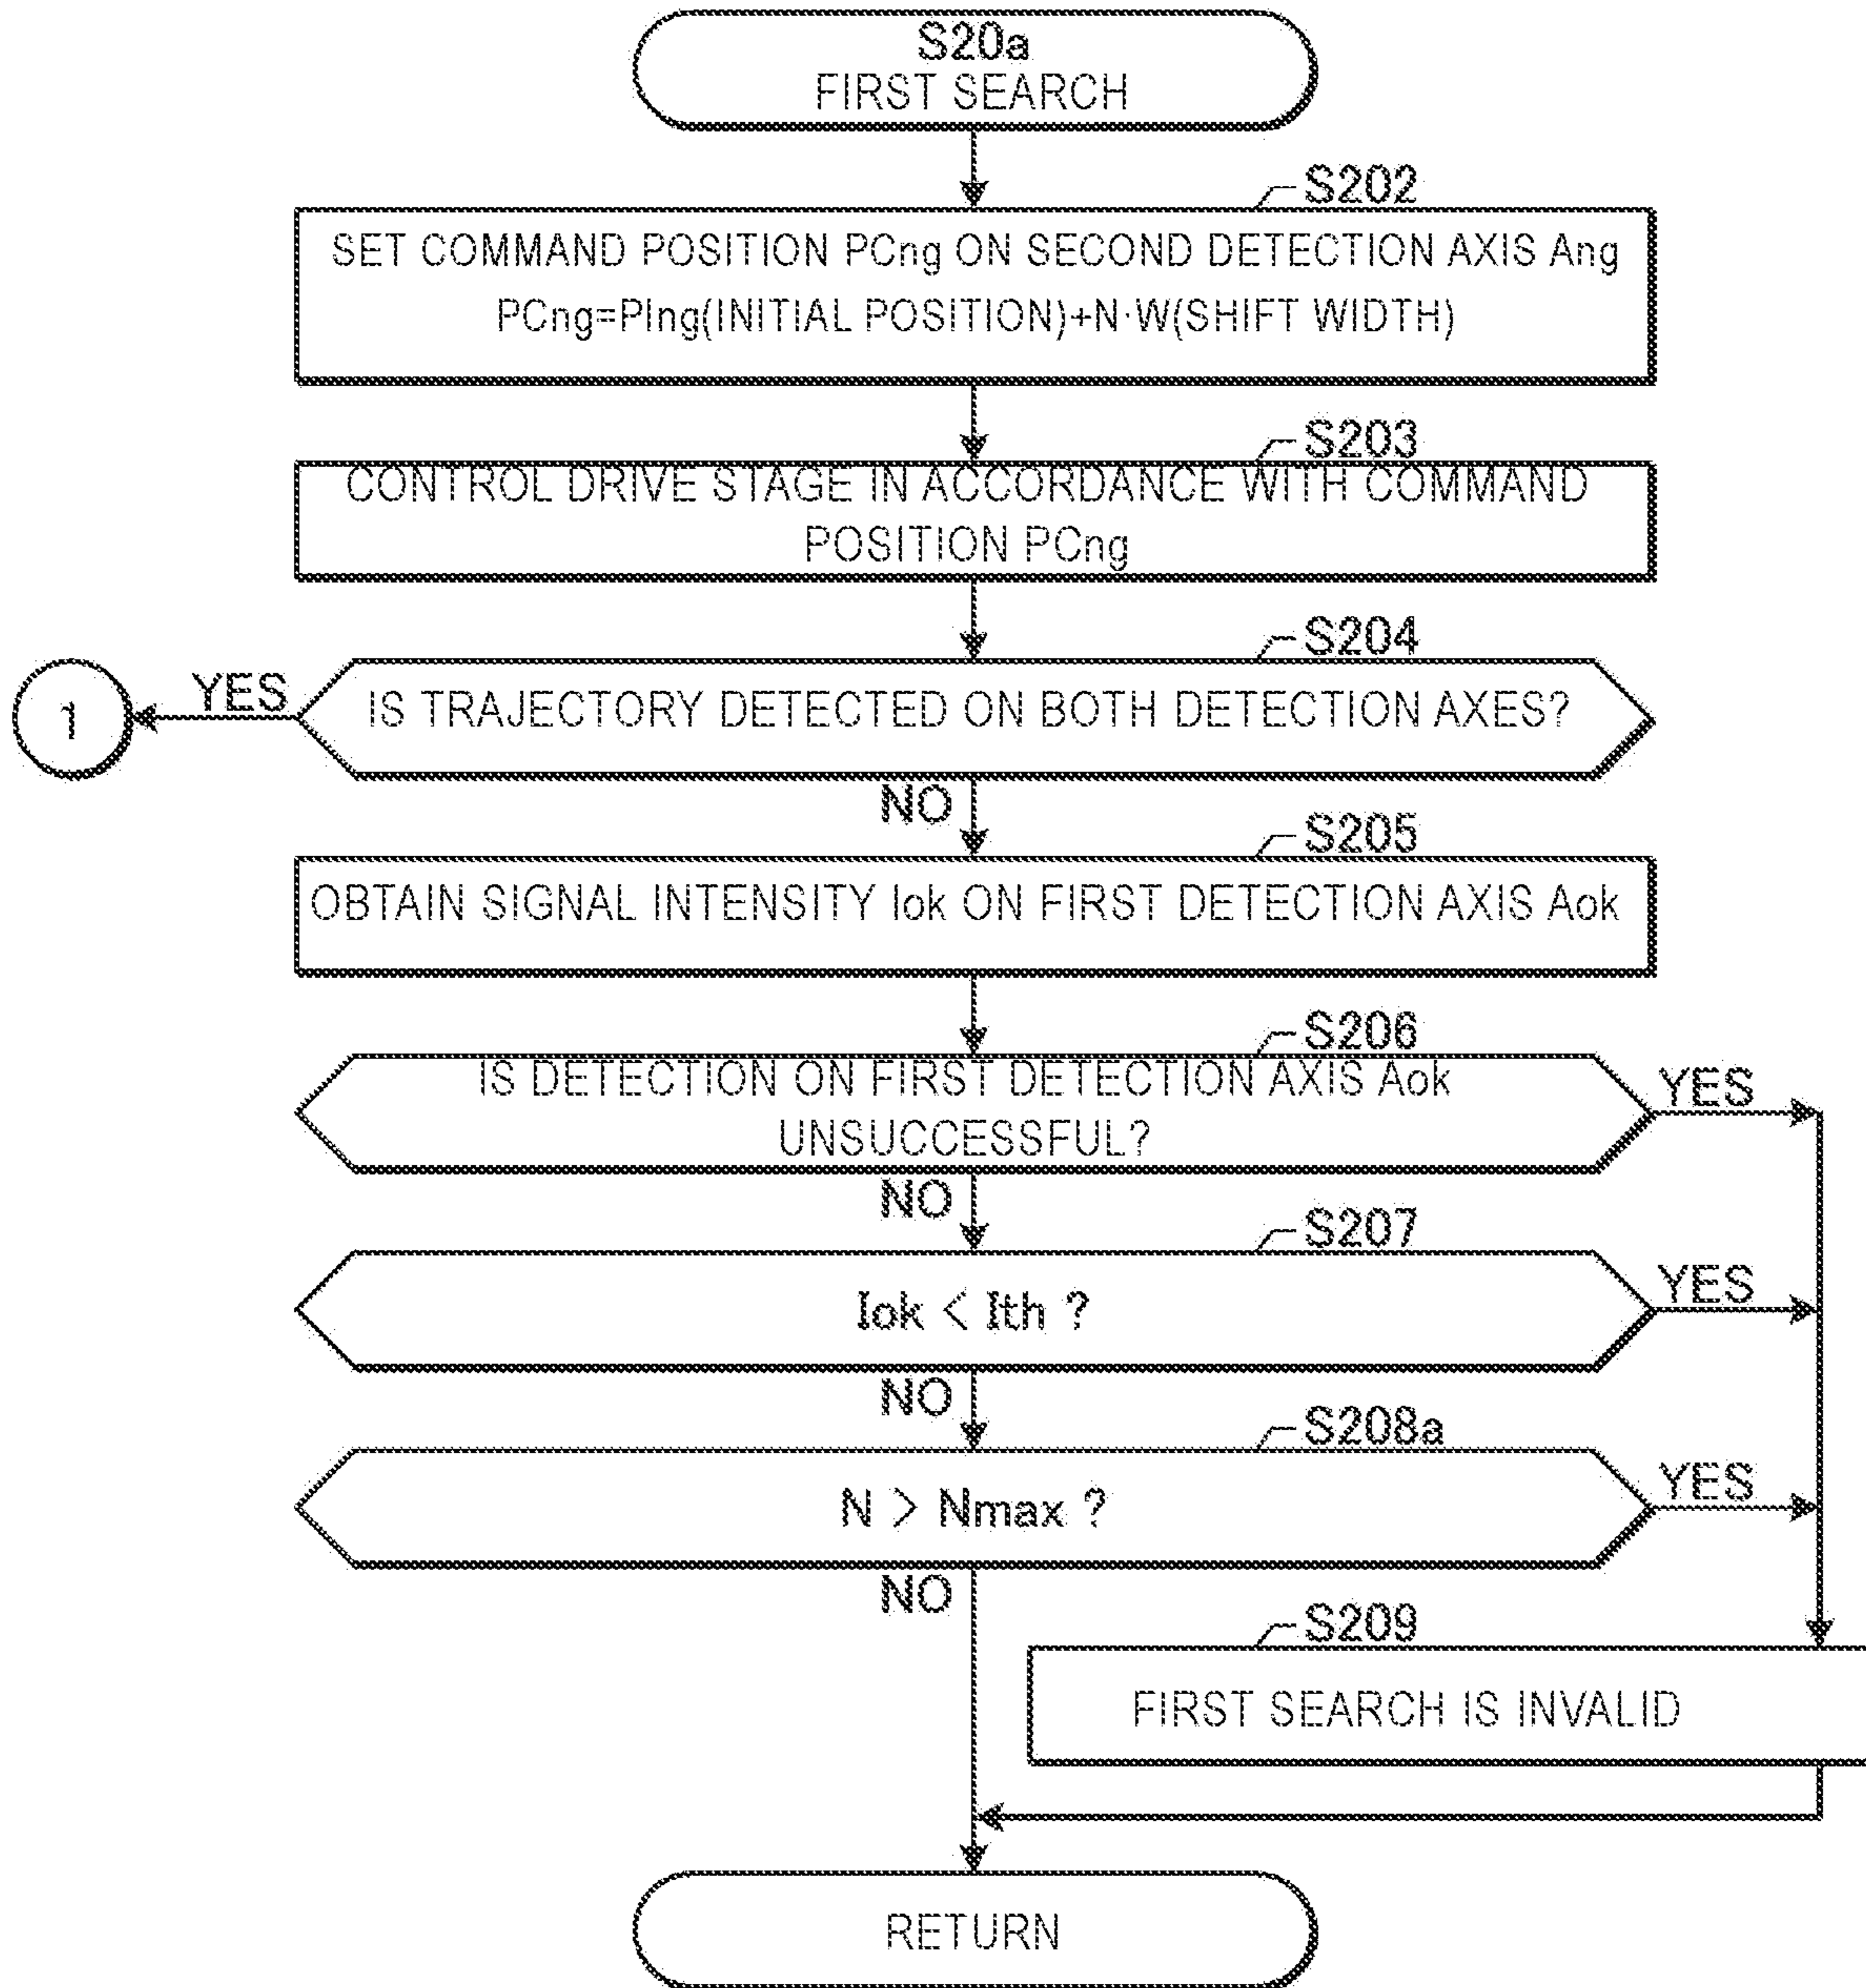 S20a
FIRST SEARCH
S202
SET COMMAND POSITION PCng ON SECOND DETECTION AXIS Ang
PCng=PIng(INITIAL POSITION)+N·W(SHIFT WIDTH)
S203
CONTROL DRIVE STAGE IN ACCORDANCE WITH COMMAND
POSITION PCng
S204
1
YES
IS TRAJECTORY DETECTED ON BOTH DETECTION AXES?
NO
S205
OBTAIN SIGNAL INTENSITY Iok ON FIRST DETECTION AXIS Aok
S206
IS DETECTION ON FIRST DETECTION AXIS Aok
UNSUCCESSFUL?
YES
NO
S207
Iok < Ith ?
YES
NO
S208a
N > Nmax ?
YES
NO
S209
FIRST SEARCH IS INVALID
RETURN